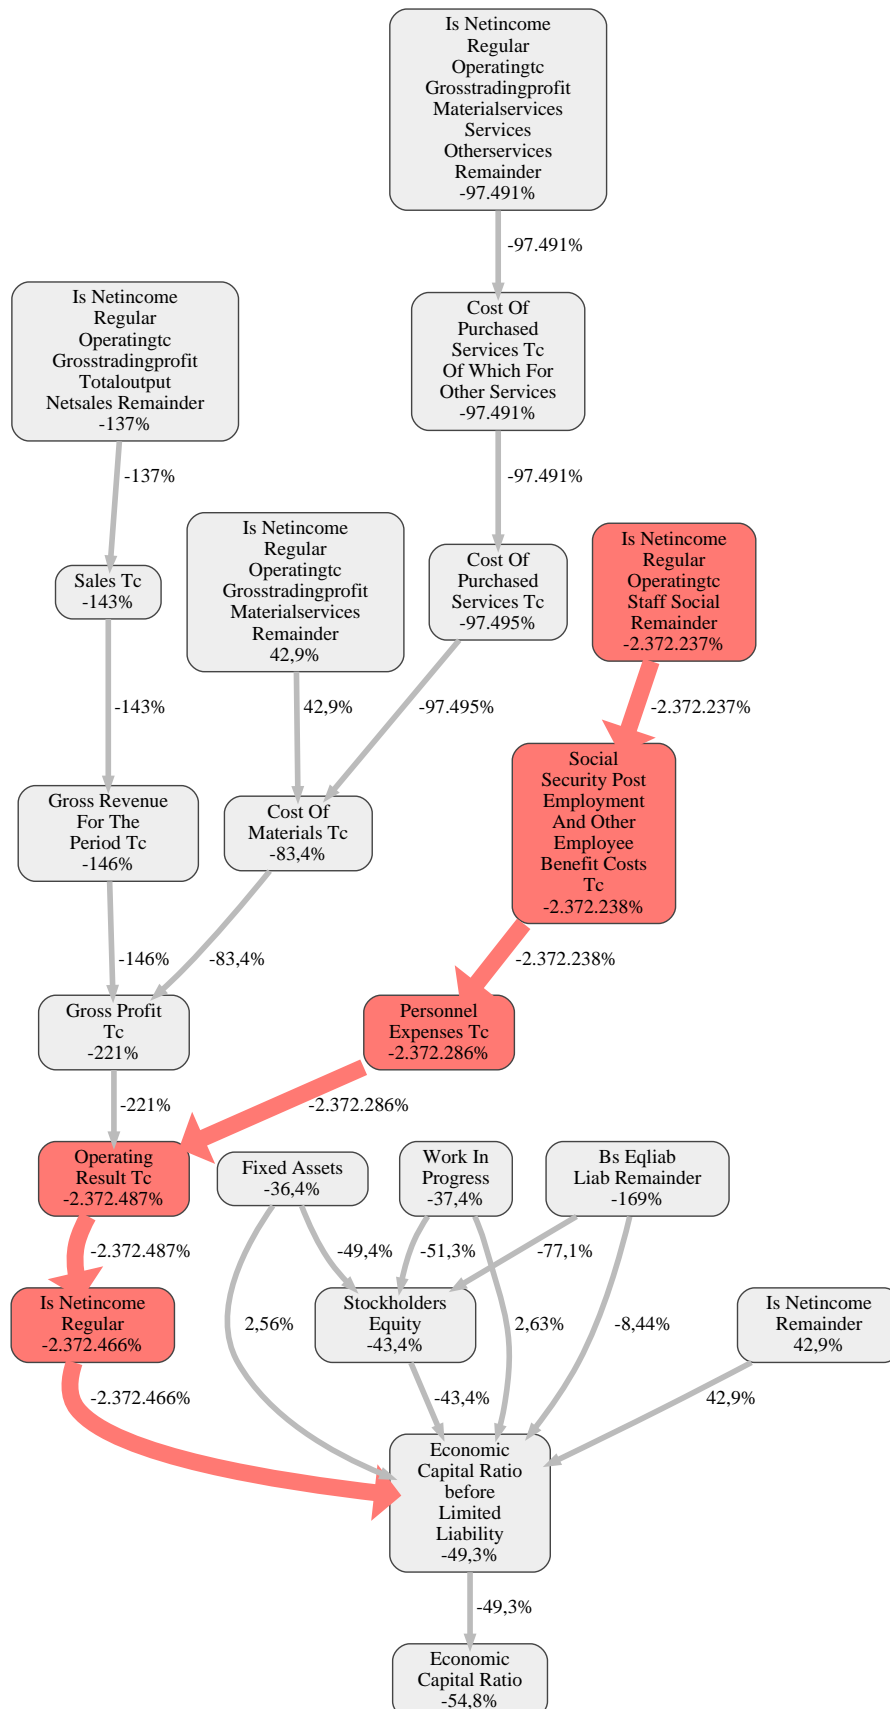 Is Netincome
Regular
Operatingtc
Grosstradingprofit
Materialservices
Services
Otherservices
Remainder
-97.491%
-97.491%
Is Netincome
Regular
Operatingtc
Grosstradingprofit
Totaloutput
Netsales Remainder
-137%
Cost Of
Purchased
Services Tc
Of Which For
Other Services
-97.491%
-137%
-97.491%
Is Netincome
Regular
Operatingtc
Grosstradingprofit
Materialservices
Remainder
42,9%
Is Netincome
Regular
Operatingtc
Staff Social
Remainder
-2.372.237%
Cost Of
Purchased
Services Tc
-97.495%
Sales Tc
-143%
-143%
42,9%
-97.495%
-2.372.237%
Social
Security Post
Employment
And Other
Employee
Benefit Costs
Tc
-2.372.238%
Gross Revenue
For The
Period Tc
-146%
Cost Of
Materials Tc
-83,4%
-146%
-83,4%
-2.372.238%
Gross Profit
Tc
-221%
Personnel
Expenses Tc
-2.372.286%
-221%
-2.372.286%
Operating
Result Tc
-2.372.487%
Fixed Assets
-36,4%
Work In
Progress
-37,4%
Bs Eqliab
Liab Remainder
-169%
-2.372.487%
-49,4%
-51,3%
-77,1%
Is Netincome
Regular
-2.372.466%
2,56%
Stockholders
Equity
-43,4%
2,63%
-8,44%
Is Netincome
Remainder
42,9%
-2.372.466%
-43,4%
42,9%
Economic
Capital Ratio
before
Limited
Liability
-49,3%
-49,3%
Economic
Capital Ratio
-54,8%